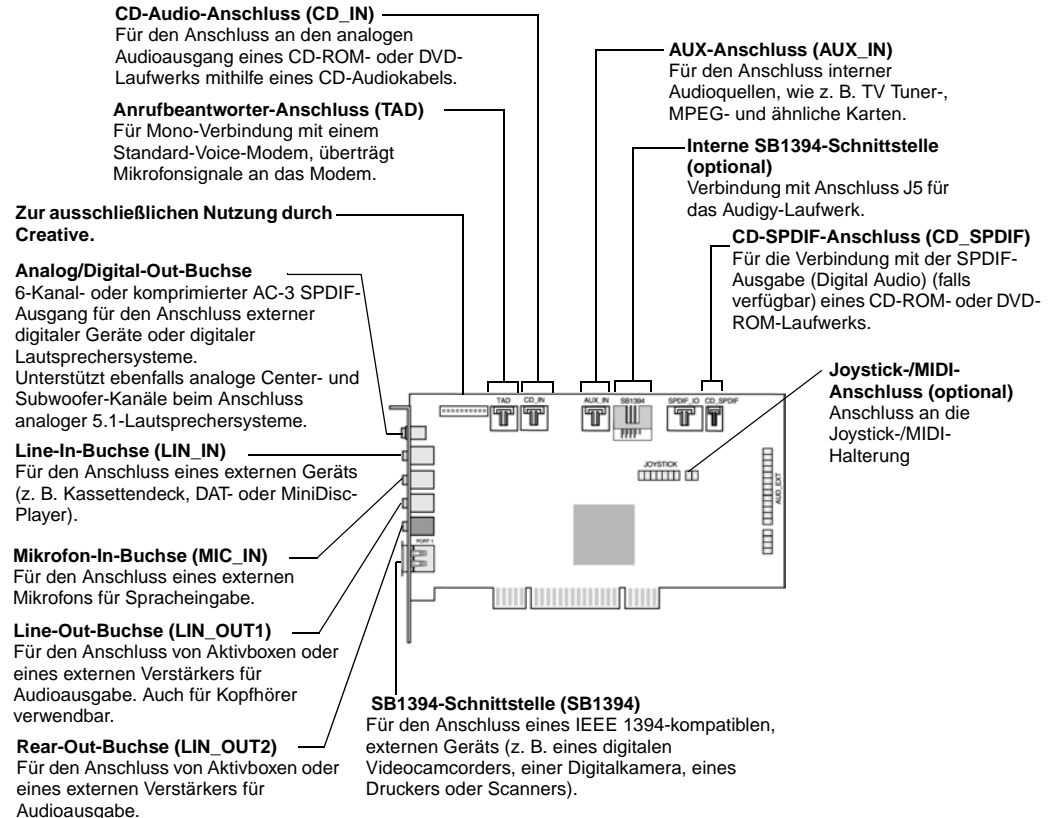 CD-Audio-Anschluss (CD_IN)
Für den Anschluss an den analogen
Audioausgang eines CD-ROM- oder DVD-
Laufwerks mithilfe eines CD-Audiokabels.
Anrufbeantworter-Anschluss (TAD)
Für Mono-Verbindung mit einem
Standard-Voice-Modem, überträgt
Mikrofonsignale an das Modem.
Zur ausschließlichen Nutzung durch
Creative.
Analog/Digital-Out-Buchse
6-Kanal- oder komprimierter AC-3 SPDIF-
Ausgang für den Anschluss externer
digitaler Geräte oder digitaler
Lautsprechersysteme.
Unterstützt ebenfalls analoge Center- und
Subwoofer-Kanäle beim Anschluss
analoger 5.1-Lautsprechersysteme.
Line-In-Buchse (LIN_IN)
Für den Anschluss eines externen Geräts
(z. B. Kassettendeck, DAT- oder MiniDisc-
Player).
Mikrofon-In-Buchse (MIC_IN)
Für den Anschluss eines externen
Mikrofons für Spracheingabe.
Line-Out-Buchse (LIN_OUT1)
Für den Anschluss von Aktivboxen oder
eines externen Verstärkers für
Audioausgabe. Auch für Kopfhörer
verwendbar.
Rear-Out-Buchse (LIN_OUT2)
Für den Anschluss von Aktivboxen oder
eines externen Verstärkers für
Audioausgabe.
AUX-Anschluss (AUX_IN)
Für den Anschluss interner
Audioquellen, wie z. B. TV Tuner-,
MPEG- und ähnliche Karten.
Interne SB1394-Schnittstelle
(optional)
Verbindung mit Anschluss J5 für
das Audigy-Laufwerk.
CD-SPDIF-Anschluss (CD_SPDIF)
Für die Verbindung mit der SPDIF-
Ausgabe (Digital Audio) (falls
verfügbar) eines CD-ROM- oder DVD-
ROM-Laufwerks.
Joystick-/MIDI-
Anschluss (optional)
Anschluss an die
Joystick-/MIDI-
Halterung
TAD CD_IN AUX_IN SB1394 SPDIF_IO CD_SPDIF
JOYSTICK
AUD_EXT
PORT 1
SB1394-Schnittstelle (SB1394)
Für den Anschluss eines IEEE 1394-kompatiblen,
externen Geräts (z. B. eines digitalen
Videocamcorders, einer Digitalkamera, eines
Druckers oder Scanners).